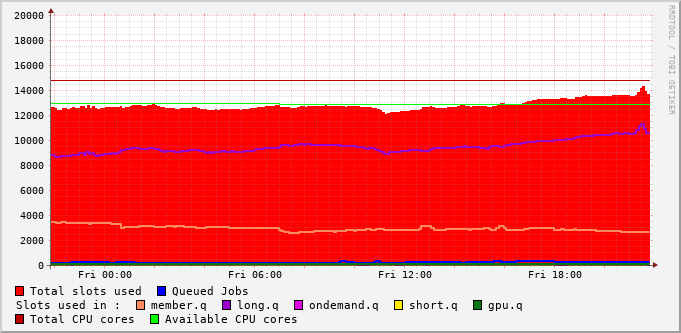 RRDTOOL / TOBI OETIKER
20000
18000
16000
14000
12000
10000
8000
6000
4000
2000
0
Fri 00:00 Fri 06:00 Fri 12:00 Fri 18:00
Total slots used Queued Jobs
Slots used in : member.q long.q ondemand.q short.q gpu.q
Total CPU cores Available CPU cores